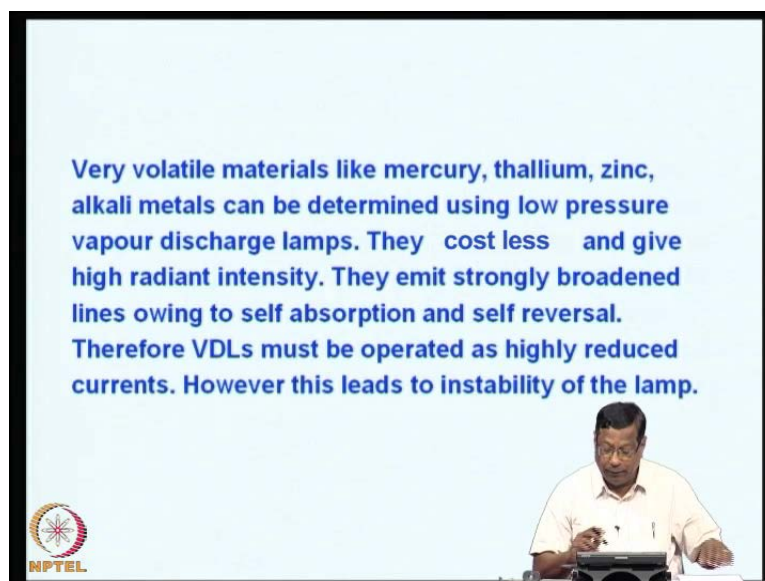 Very volatile materials like mercury, thallium, zinc,
alkali metals can be determined using low pressure
vapour discharge lamps. They cost less and give
high radiant intensity. They emit strongly broadened
lines owing to self absorption and self reversal.
Therefore VDLs must be operated as highly reduced
currents. However this leads to instability of the lamp.
NPTEL